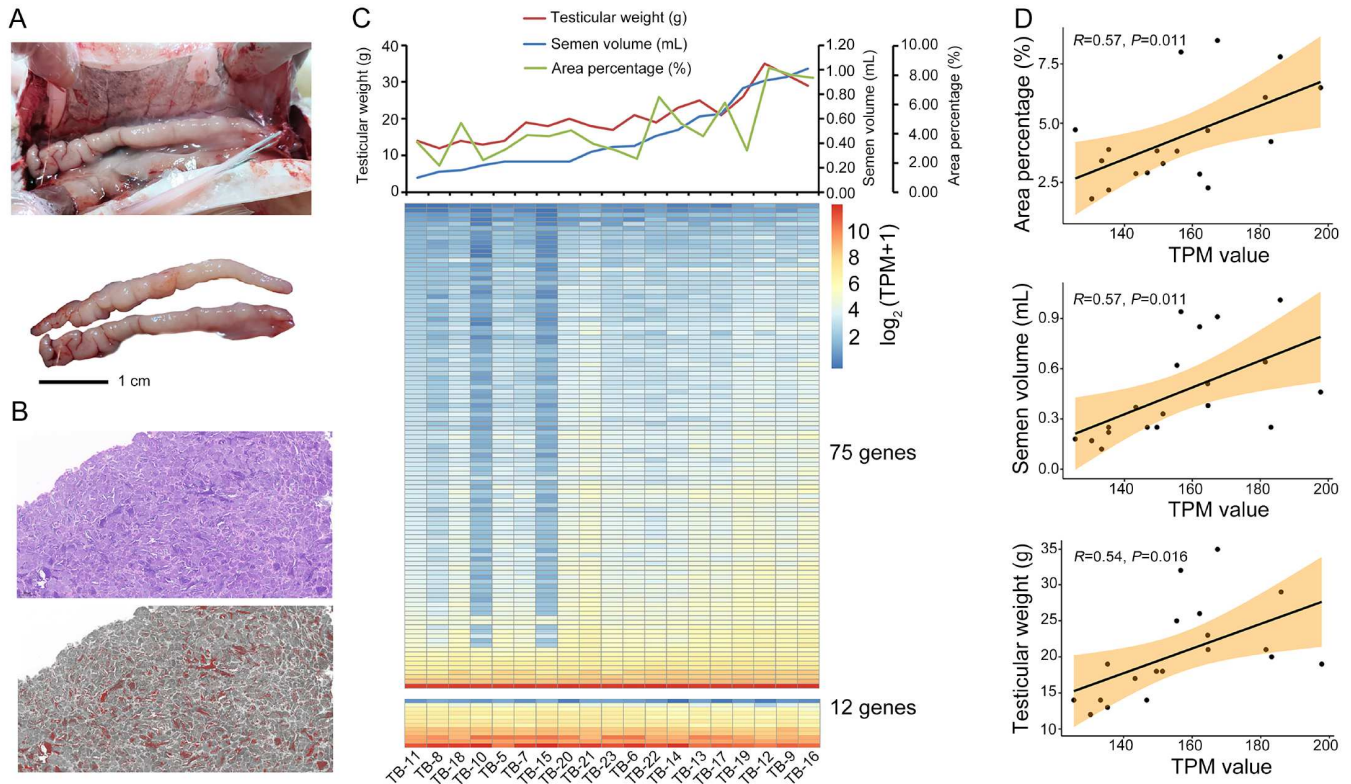 A
1 cm
B
C
Testicular weight (g)
Semen volume (mL)
Area percentage (%)
Testicular weight (g)
40
30
20
10
0
1.20
1.00
0.80
0.60
0.40
0.20
0.00
Semen volume (mL)
10.00
8.00
6.00
4.00
2.00
0.00
Area percentage (%)
10
8
6
4
2
log2(TPM+1)
75 genes
12 genes
TB-11
TB-8
TB-18
TB-10
TB-5
TB-7
TB-15
TB-20
TB-21
TB-23
TB-6
TB-22
TB-14
TB-13
TB-17
TB-19
TB-12
TB-9
TB-16
D
R=0.57, P=0.011
Area percentage (%)
7.5
5.0
2.5
140 160 180 200
TPM value
R=0.57, P=0.011
Semen volume (mL)
0.9
0.6
0.3
0.0
140 160 180 200
TPM value
R=0.54, P=0.016
Testicular weight (g)
35
30
25
20
15
10
140 160 180 200
TPM value